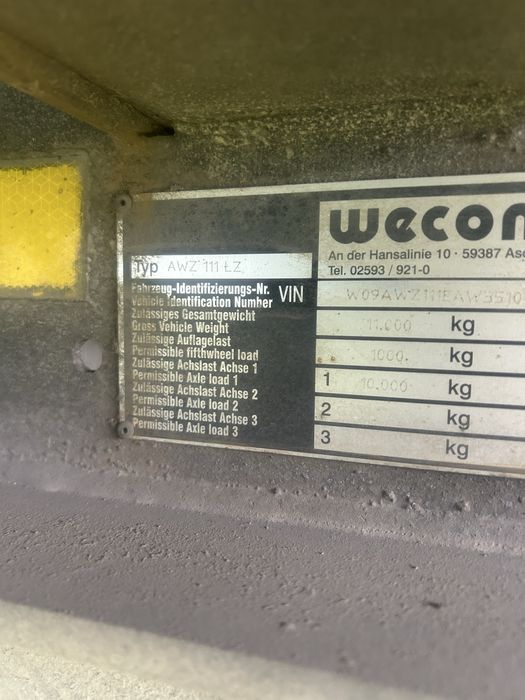 wecon
An der Hansalinie 10 · 59387 Asc
Tel. 02593 / 921-0
Typ AWZ 111 LZ
Fahrzeug-Identifizierungs-Nr.
Vehicle Identification Number VIN W09AWZ111EAW3510
Zulässiges Gesamtgewicht
Gross Vehicle Weight 11.000 kg
Zulässige Auflagelast
Permissible fifthwheel load 1000. kg
Zulässige Achslast Achse 1
Permissible Axle load 1 1 10.000 kg
Zulässige Achslast Achse 2
Permissible Axle load 2 2 kg
Zulässige Achslast Achse 3
Permissible Axle load 3 3 kg